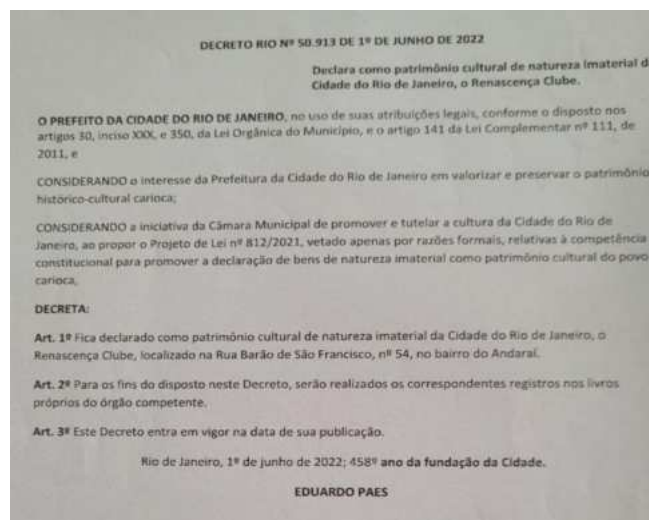 DECRETO RIO Nº 50.913 DE 1º DE JUNHO DE 2022
Declara como patrimônio cultural de natureza imaterial d
Cidade do Rio de Janeiro, o Renascença Clube.
O PREFEITO DA CIDADE DO RIO DE JANEIRO, no uso de suas atribuições legais, conforme o disposto nos
artigos 30, inciso XXX, e 350, da Lei Orgânica do Município, e o artigo 141 da Lei Complementar nº 111, de
2011, e
CONSIDERANDO o interesse da Prefeitura da Cidade do Rio de Janeiro em valorizar e preservar o patrimônio
histórico-cultural carioca;
CONSIDERANDO a iniciativa da Câmara Municipal de promover e tutelar a cultura da Cidade do Rio de
Janeiro, ao propor o Projeto de Lei nº 812/2021, vetado apenas por razões formais, relativas à competência
constitucional para promover a declaração de bens de natureza imaterial como patrimônio cultural do povo
carioca,
DECRETA:
Art. 1º Fica declarado como patrimônio cultural de natureza imaterial da Cidade do Rio de Janeiro, o
Renascença Clube, localizado na Rua Barão de São Francisco, nº 54, no bairro do Andaraí.
Art. 2º Para os fins do disposto neste Decreto, serão realizados os correspondentes registros nos livros
próprios do órgão competente.
Art. 3º Este Decreto entra em vigor na data de sua publicação.
Rio de Janeiro, 1º de junho de 2022; 458º ano da fundação da Cidade.
EDUARDO PAES